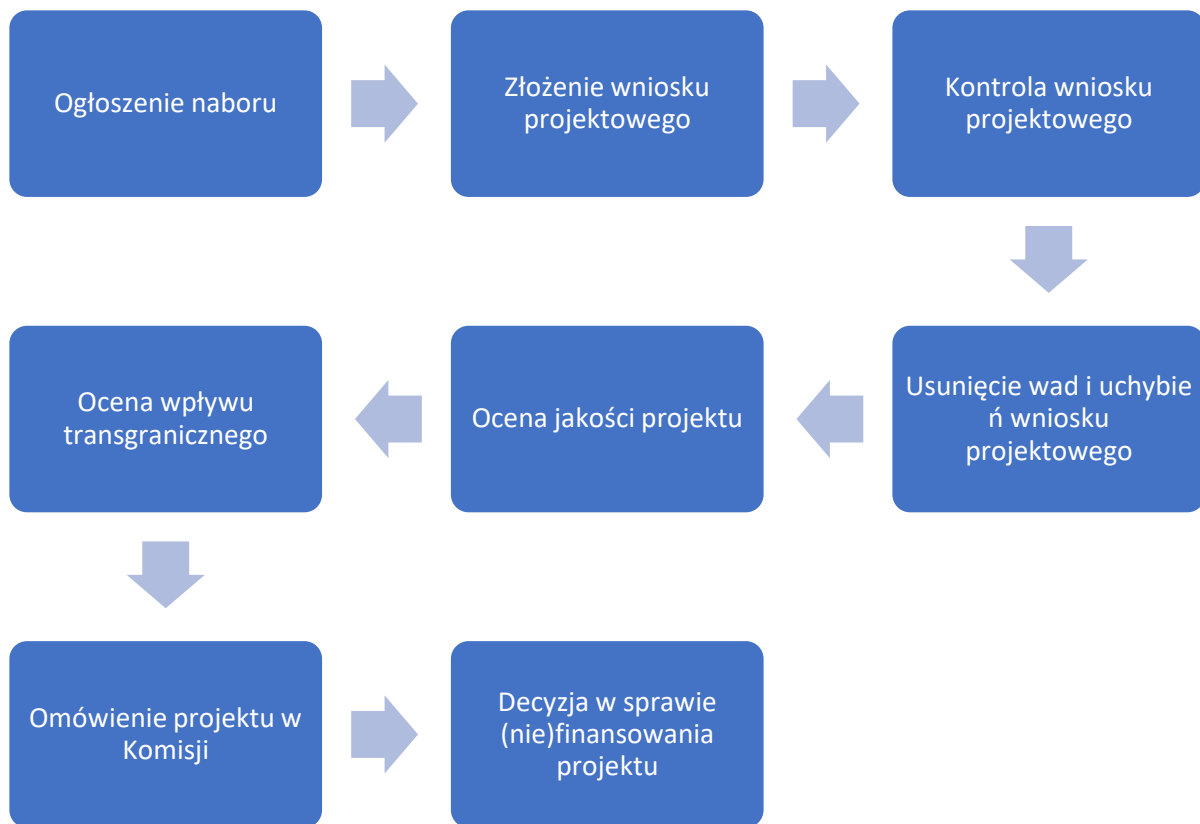 Ogłoszenie naboru
Złożenie wniosku
projektowego
Kontrola wniosku
projektowego
Usunięcie wad i uchybie
ń wniosku
projektowego
Ocena jakości projektu
Ocena wpływu
transgranicznego
Omówienie projektu w
Komisji
Decyzja w sprawie
(nie)finansowania
projektu